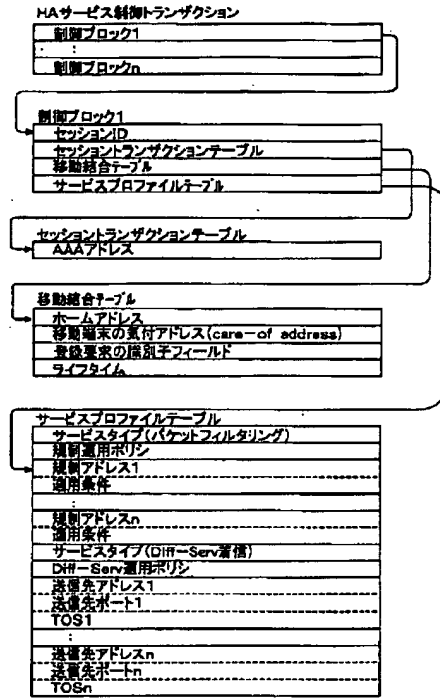 HAサービス制御トランザクション
制御ブロック1
:
制御ブロックn
制御ブロック1
セッションID
セッショントランザクションテーブル
移動結合テーブル
サービスプロファイルテーブル
セッショントランザクションテーブル
AAAアドレス
移動結合テーブル
ホームアドレス
移動端末の気付アドレス(care-of address)
登録要求の識別子フィールド
ライフタイム
サービスプロファイルテーブル
サービスタイプ(パケットフィルタリング)
規制運用ポリシ
規制アドレス1
適用条件
:
規制アドレスn
適用条件
サービスタイプ(Diff-Serv着信)
Diff-Serv運用ポリシ
送信先アドレス1
送信先ポート1
TOS1
:
送信先アドレスn
送信先ポートn
TOSn